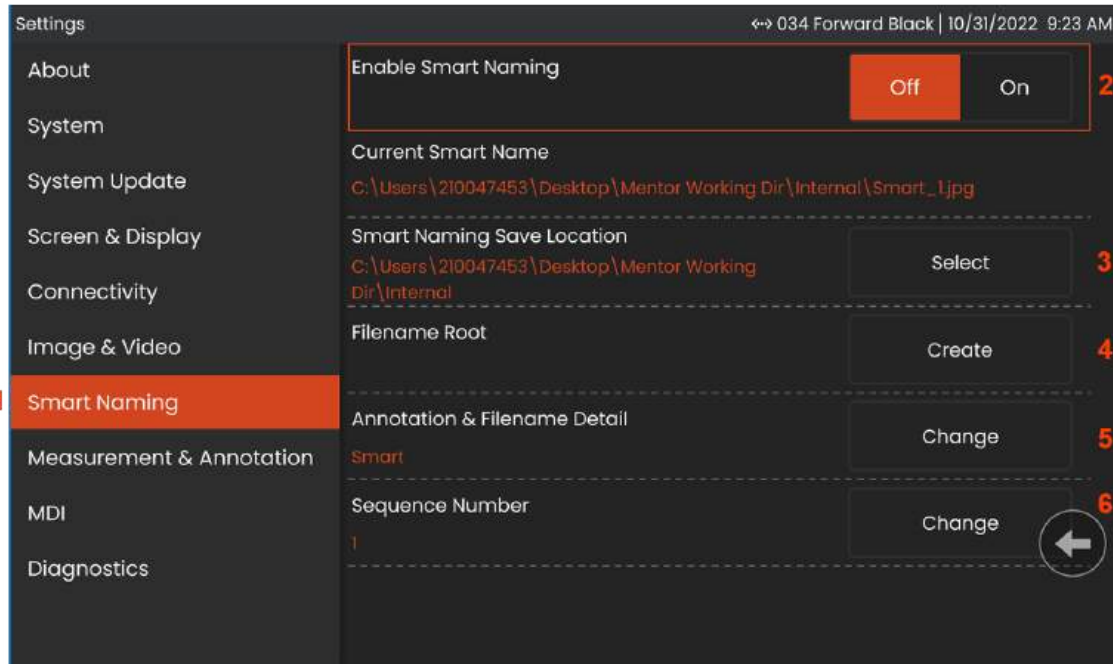 Settings
034 Forward Black | 10/31/2022 9:23 AM
About
System
System Update
Screen & Display
Connectivity
Image & Video
Smart Naming
Measurement & Annotation
MDI
Diagnostics
Enable Smart Naming
Off On
2
Current Smart Name
C:\Users\210047453\Desktop\Mentor Working Dir\Internal\Smart_1.jpg
Smart Naming Save Location
C:\Users\210047453\Desktop\Mentor Working
Dir\Internal
Select
3
Filename Root
Create
4
Annotation & Filename Detail
Smart
Change
5
Sequence Number
1
Change
6